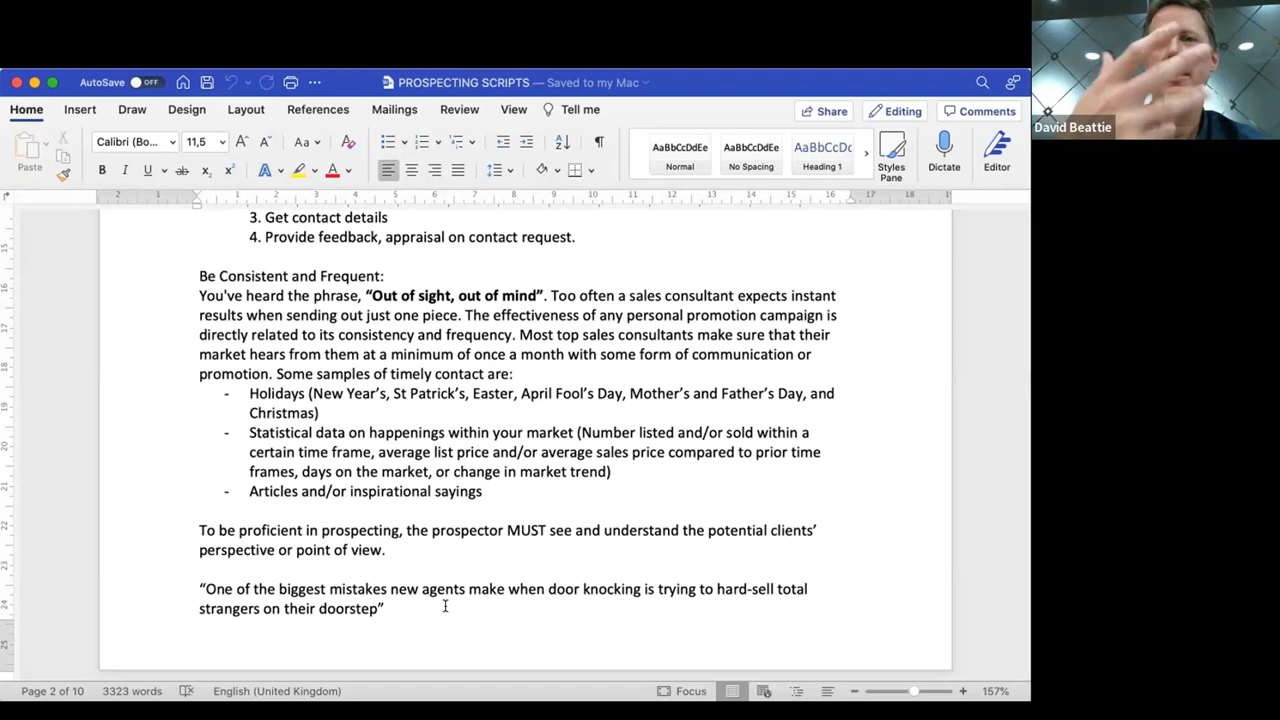 AutoSave OFF PROSPECTING SCRIPTS — Saved to my Mac
Home Insert Draw Design Layout References Mailings Review View Tell me Share Editing Comments
Paste Calibri (Bo... 11,5 Aa AaBbCcDdEe AaBbCcDdEe AaBbCcDc
Normal No Spacing Heading 1 Styles Pane Dictate Editor
3. Get contact details
4. Provide feedback, appraisal on contact request.
Be Consistent and Frequent:
You've heard the phrase, “Out of sight, out of mind”. Too often a sales consultant expects instant
results when sending out just one piece. The effectiveness of any personal promotion campaign is
directly related to its consistency and frequency. Most top sales consultants make sure that their
market hears from them at a minimum of once a month with some form of communication or
promotion. Some samples of timely contact are:
- Holidays (New Year’s, St Patrick’s, Easter, April Fool’s Day, Mother’s and Father’s Day, and
Christmas)
- Statistical data on happenings within your market (Number listed and/or sold within a
certain time frame, average list price and/or average sales price compared to prior time
frames, days on the market, or change in market trend)
- Articles and/or inspirational sayings
To be proficient in prospecting, the prospector MUST see and understand the potential clients’
perspective or point of view.
“One of the biggest mistakes new agents make when door knocking is trying to hard-sell total
strangers on their doorstep”
Page 2 of 10 3323 words English (United Kingdom) Focus 157%
David Beattie